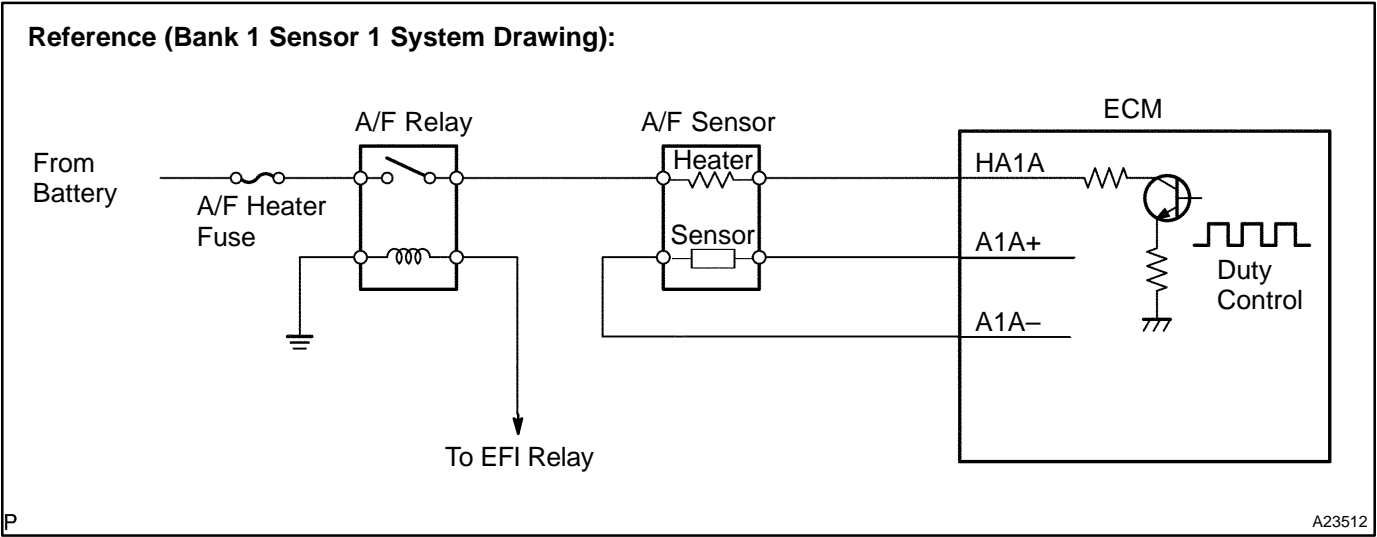 Reference (Bank 1 Sensor 1 System Drawing):
From
Battery
A/F Heater
Fuse
A/F Relay
To EFI Relay
A/F Sensor
Heater
Sensor
ECM
HA1A
A1A+
A1A–
Duty
Control
P
A23512